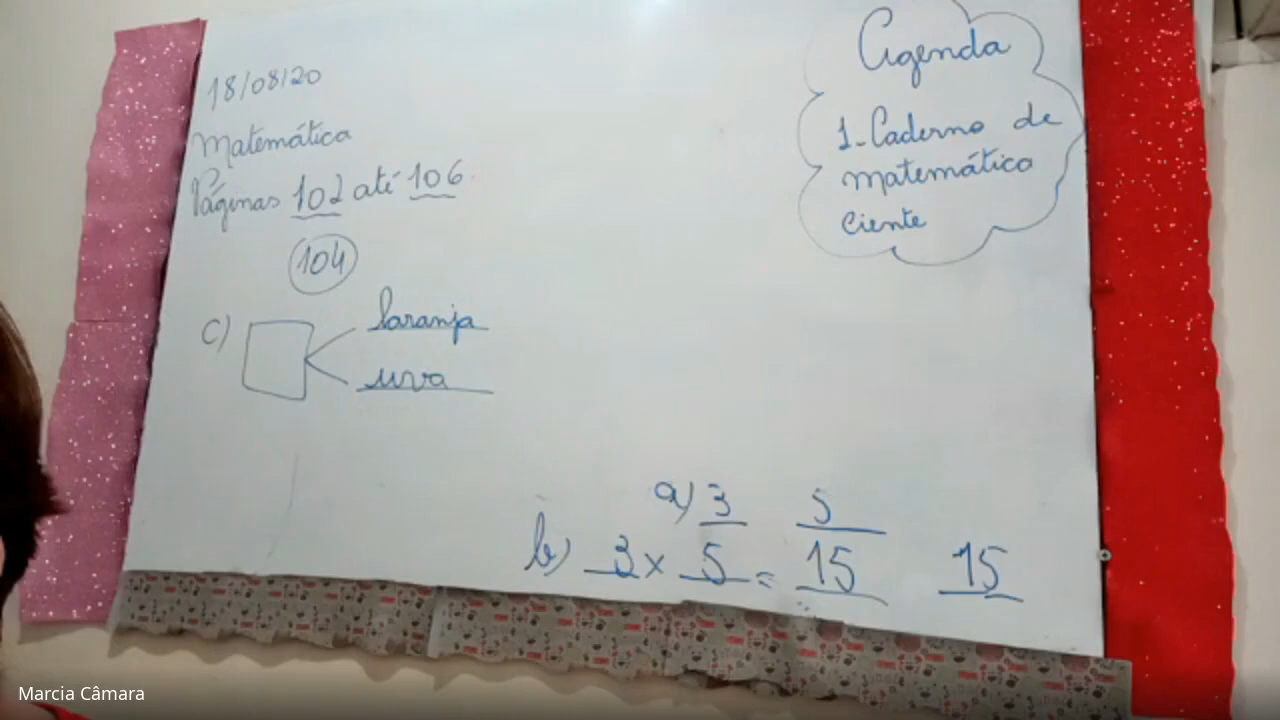 18/08/20
Matemática
Páginas 102 até 106
104
c) laranja
uva
Agenda
1-Caderno de
matemática
Ciente
a) 3 5
b) 3 x 5 = 15 15
Marcia Câmara